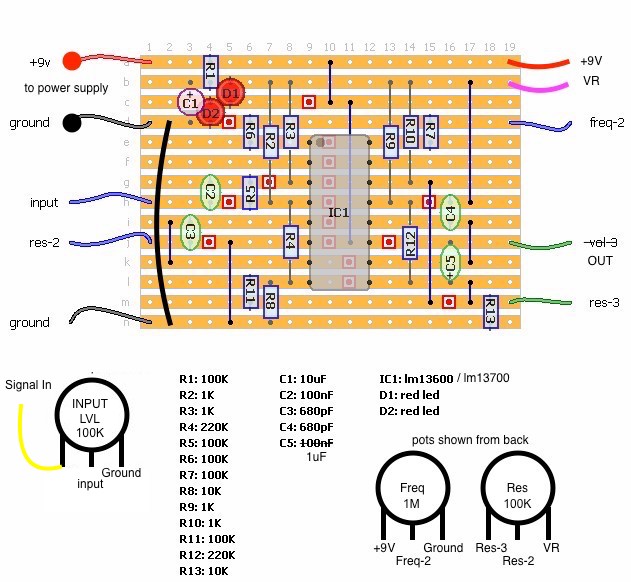 1 2 3 4 5 6 7 8 9 10 11 12 13 14 15 16 17 18 19
+9v
to power supply
ground
input
res-2
ground
a
b
c
d
e
f
g
h
i
j
k
l
m
n
R1
+
C1
D1
D2
R6
R2
R3
R9
R10
R7
C2
R5
IC1
C4
C3
R4
R12
+C5
R11
R8
R13
+9V
VR
freq-2
vol-3
OUT
res-3
Signal In
INPUT
LVL
100K
Ground
input
R1: 100K
R2: 1K
R3: 1K
R4: 220K
R5: 100K
R6: 100K
R7: 100K
R8: 10K
R9: 1K
R10: 1K
R11: 100K
R12: 220K
R13: 10K
C1: 10uF
C2: 100nF
C3: 680pF
C4: 680pF
C5: 100nF
1uF
IC1: lm13600 / lm13700
D1: red led
D2: red led
pots shown from back
Freq
1M
+9V
Ground
Freq-2
Res
100K
Res-3
VR
Res-2